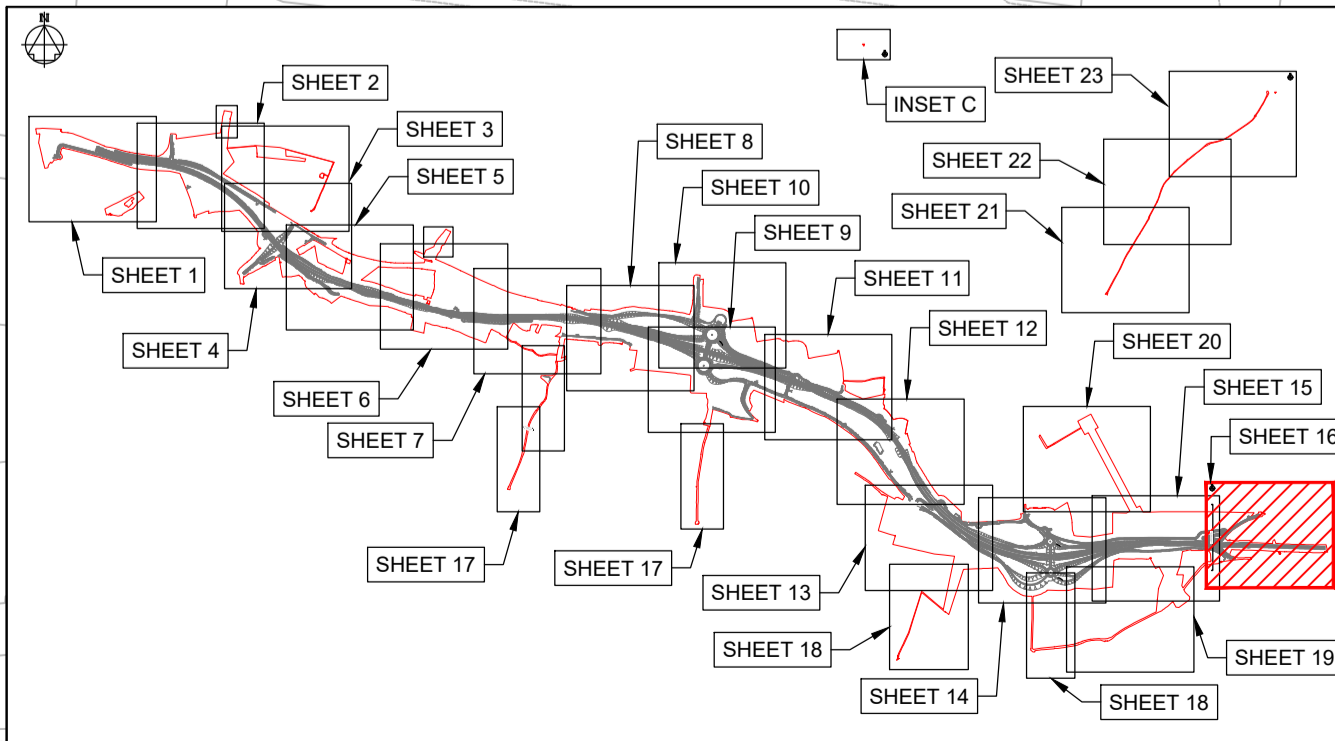 N
SHEET 2
SHEET 3
SHEET 5
SHEET 8
SHEET 10
SHEET 9
SHEET 11
SHEET 12
INSET C
SHEET 23
SHEET 22
SHEET 21
SHEET 20
SHEET 15
SHEET 16
SHEET 1
SHEET 4
SHEET 6
SHEET 7
SHEET 17
SHEET 17
SHEET 13
SHEET 18
SHEET 14
SHEET 18
SHEET 19